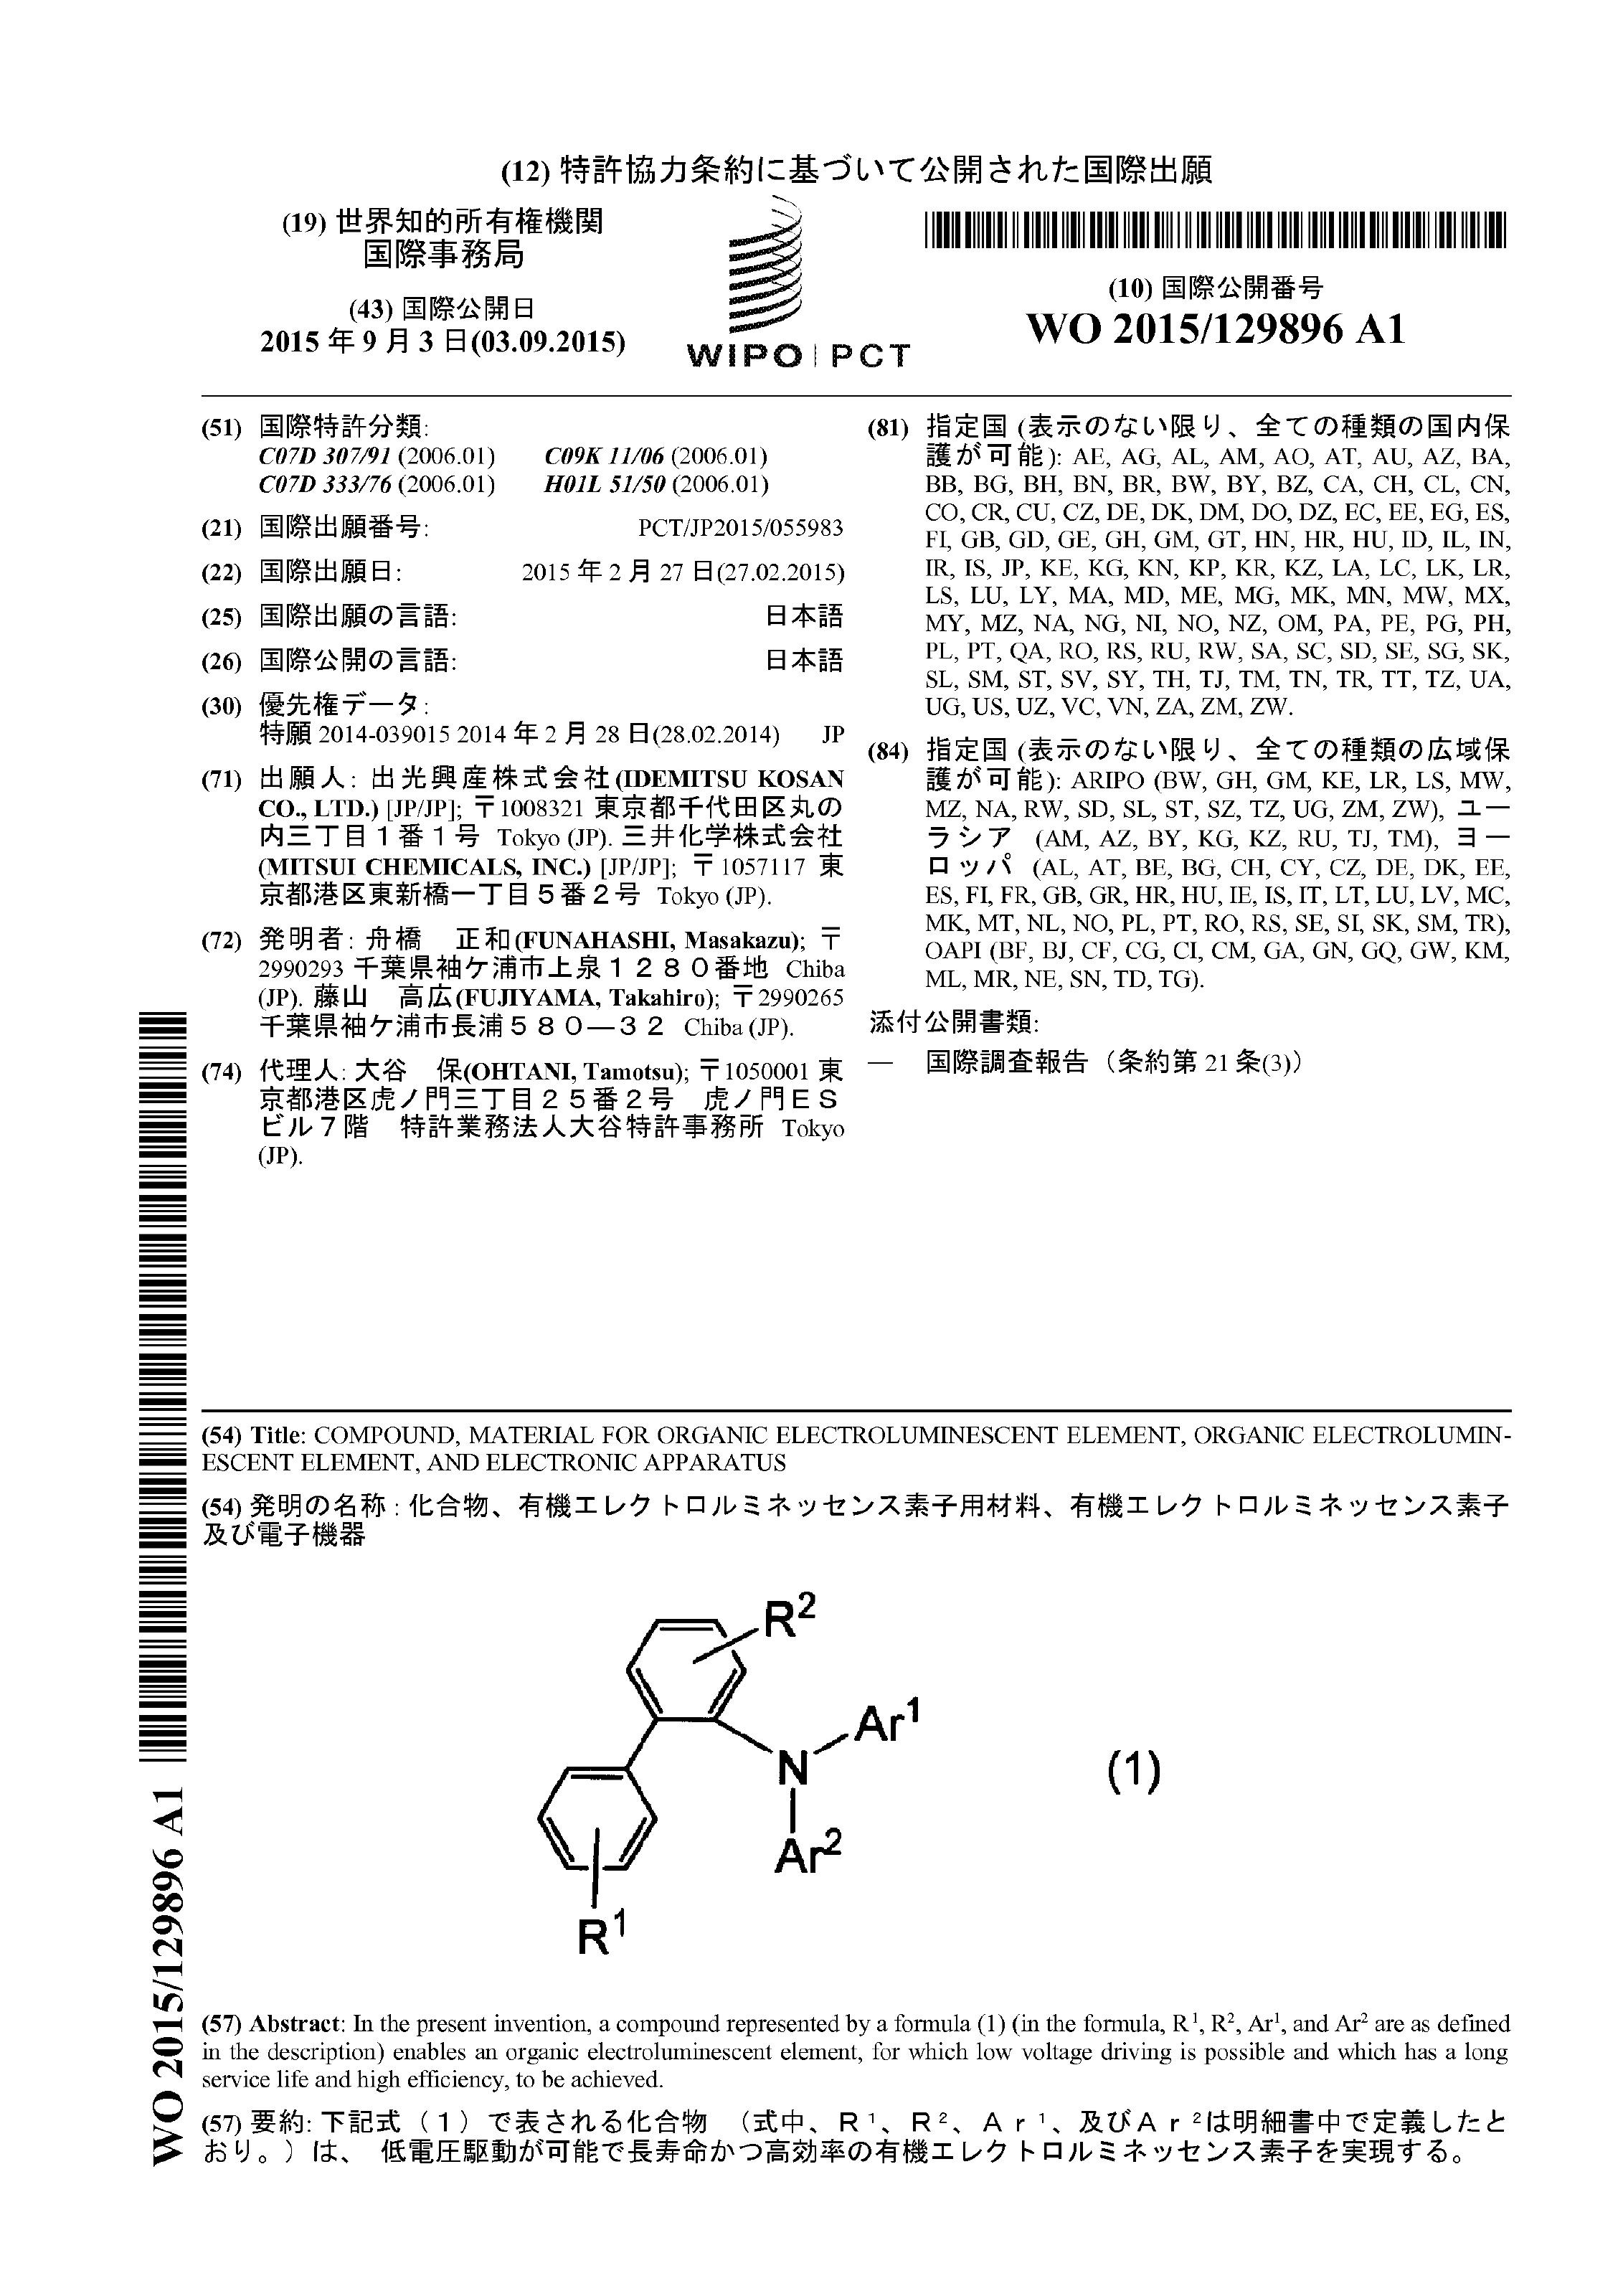 (12) 特許協力条約に基づいて公開された国際出願
(19) 世界知的所有権機関
国際事務局
(43) 国際公開日
2015 年 9 月 3 日(03.09.2015)
WIPO | PCT
(10) 国際公開番号
WO 2015/129896 A1
(51) 国際特許分類:
C07D 307/91 (2006.01) C09K 11/06 (2006.01)
C07D 333/76 (2006.01) H01L 51/50 (2006.01)
(21) 国際出願番号: PCT/JP2015/055983
(22) 国際出願日: 2015 年 2 月 27 日(27.02.2015)
(25) 国際出願の言語: 日本語
(26) 国際公開の言語: 日本語
(30) 優先権データ:
特願 2014-039015 2014 年 2 月 28 日(28.02.2014) JP
(71) 出願人: 出光興産株式会社(IDEMITSU KOSAN
CO., LTD.) [JP/JP]; 〒1008321 東京都千代田区丸の
内三丁目1番1号 Tokyo (JP). 三井化学株式会社
(MITSUI CHEMICALS, INC.) [JP/JP]; 〒1057117 東
京都港区東新橋一丁目5番2号 Tokyo (JP).
(72) 発明者: 舟橋 正和(FUNAHASHI, Masakazu); 〒
2990293 千葉県袖ケ浦市上泉1280番地 Chiba
(JP). 藤山 高広(FUJIYAMA, Takahiro); 〒2990265
千葉県袖ケ浦市長浦580—32 Chiba (JP).
(74) 代理人: 大谷 保(OHTANI, Tamotsu); 〒1050001 東
京都港区虎ノ門三丁目25番2号 虎ノ門ES
ビル7階 特許業務法人大谷特許事務所 Tokyo
(JP).
(81) 指定国 (表示のない限り、全ての種類の国内保
護が可能): AE, AG, AL, AM, AO, AT, AU, AZ, BA,
BB, BG, BH, BN, BR, BW, BY, BZ, CA, CH, CL, CN,
CO, CR, CU, CZ, DE, DK, DM, DO, DZ, EC, EE, EG, ES,
FI, GB, GD, GE, GH, GM, GT, HN, HR, HU, ID, IL, IN,
IR, IS, JP, KE, KG, KN, KP, KR, KZ, LA, LC, LK, LR,
LS, LU, LY, MA, MD, ME, MG, MK, MN, MW, MX,
MY, MZ, NA, NG, NI, NO, NZ, OM, PA, PE, PG, PH,
PL, PT, QA, RO, RS, RU, RW, SA, SC, SD, SE, SG, SK,
SL, SM, ST, SV, SY, TH, TJ, TM, TN, TR, TT, TZ, UA,
UG, US, UZ, VC, VN, ZA, ZM, ZW.
(84) 指定国 (表示のない限り、全ての種類の広域保
護が可能): ARIPO (BW, GH, GM, KE, LR, LS, MW,
MZ, NA, RW, SD, SL, ST, SZ, TZ, UG, ZM, ZW), ユー
ラシア (AM, AZ, BY, KG, KZ, RU, TJ, TM), ヨー
ロッパ (AL, AT, BE, BG, CH, CY, CZ, DE, DK, EE,
ES, FI, FR, GB, GR, HR, HU, IE, IS, IT, LT, LU, LV, MC,
MK, MT, NL, NO, PL, PT, RO, RS, SE, SI, SK, SM, TR),
OAPI (BF, BJ, CF, CG, CI, CM, GA, GN, GQ, GW, KM,
ML, MR, NE, SN, TD, TG).
添付公開書類:
— 国際調査報告(条約第21条(3))
(54) Title: COMPOUND, MATERIAL FOR ORGANIC ELECTROLUMINESCENT ELEMENT, ORGANIC ELECTROLUMIN-
ESCENT ELEMENT, AND ELECTRONIC APPARATUS
(54) 発明の名称 : 化合物、有機エレクトロルミネッセンス素子用材料、有機エレクトロルミネッセンス素子
及び電子機器
R²
Ar¹
N
(1)
Ar²
R¹
(57) Abstract: In the present invention, a compound represented by a formula (1) (in the formula, R¹, R², Ar¹, and Ar² are as defined
in the description) enables an organic electroluminescent element, for which low voltage driving is possible and which has a long
service life and high efficiency, to be achieved.
(57) 要約: 下記式(1)で表される化合物 (式中、R¹、R²、Ar¹、及びAr²は明細書中で定義したと
おり。)は、 低電圧駆動が可能で長寿命かつ高効率の有機エレクトロルミネッセンス素子を実現する。
WO 2015/129896 A1